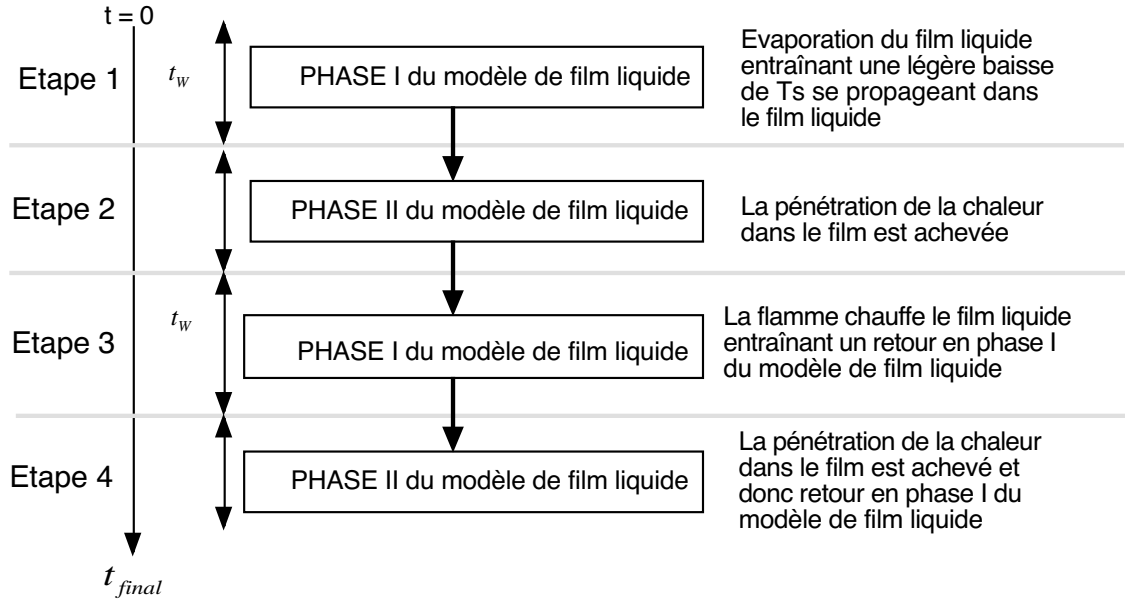 t = 0
Etape 1
t_W
PHASE I du modèle de film liquide
Evaporation du film liquide
entraînant une légère baisse
de Ts se propageant dans
le film liquide
Etape 2
PHASE II du modèle de film liquide
La pénétration de la chaleur
dans le film est achevée
Etape 3
t_W
PHASE I du modèle de film liquide
La flamme chauffe le film liquide
entraînant un retour en phase I
du modèle de film liquide
Etape 4
PHASE II du modèle de film liquide
La pénétration de la chaleur
dans le film est achevé et
donc retour en phase I du
modèle de film liquide
t_final